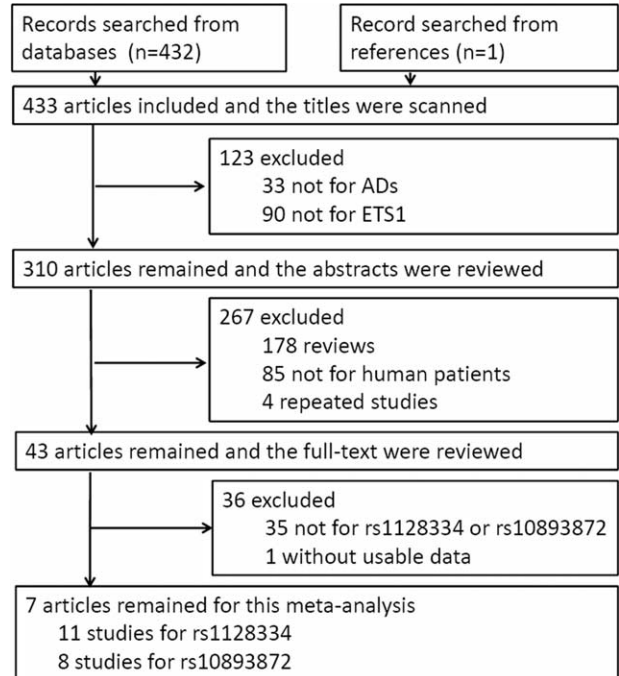 Records searched from
databases (n=432)
Record searched from
references (n=1)
433 articles included and the titles were scanned
123 excluded
33 not for ADs
90 not for ETS1
310 articles remained and the abstracts were reviewed
267 excluded
178 reviews
85 not for human patients
4 repeated studies
43 articles remained and the full-text were reviewed
36 excluded
35 not for rs1128334 or rs10893872
1 without usable data
7 articles remained for this meta-analysis
11 studies for rs1128334
8 studies for rs10893872